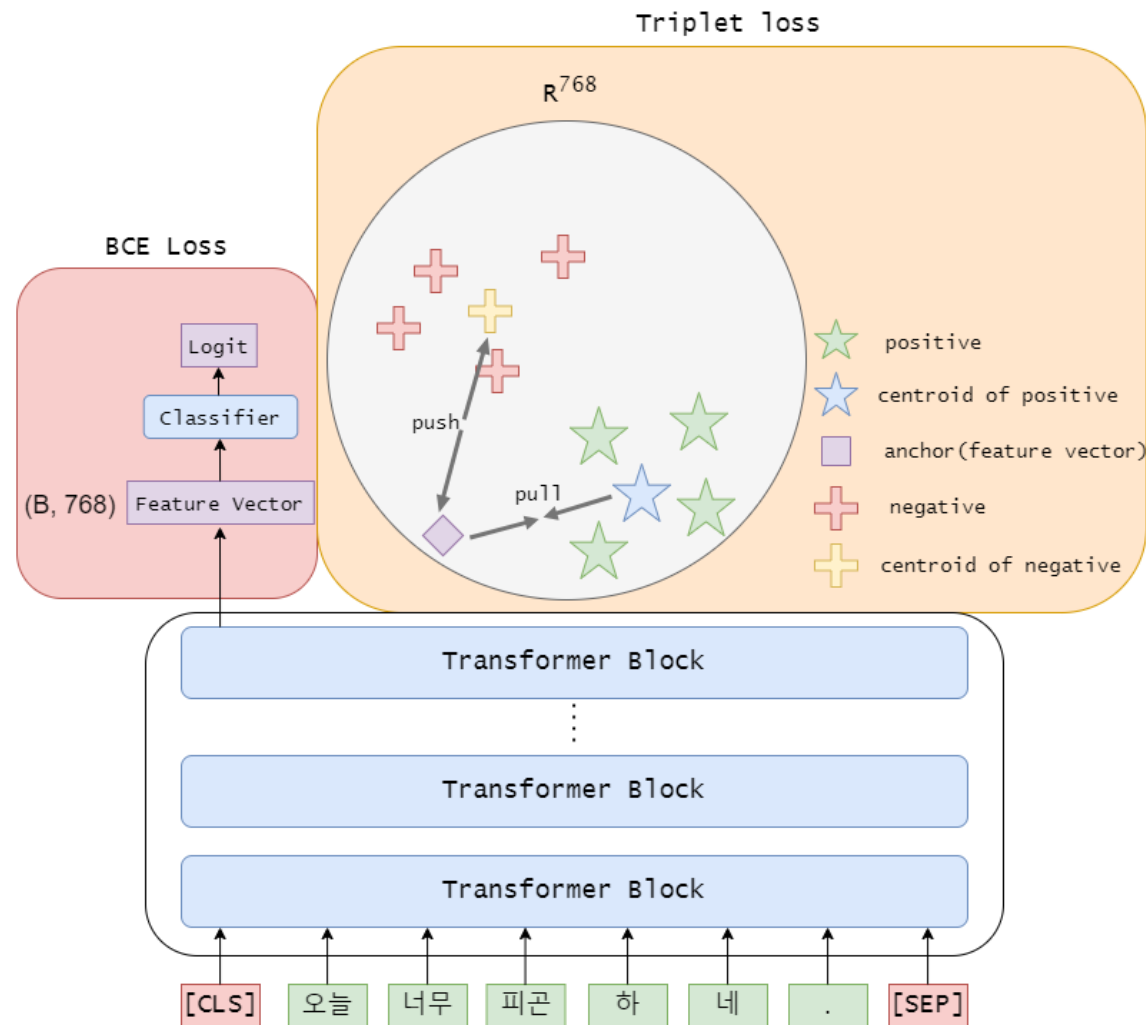 Triplet loss
R^768
BCE Loss
Logit
Classifier
(B, 768)
Feature Vector
push
pull
positive
centroid of positive
anchor(feature vector)
negative
centroid of negative
Transformer Block
Transformer Block
Transformer Block
[CLS] 오늘 너무 피곤 하 네 . [SEP]